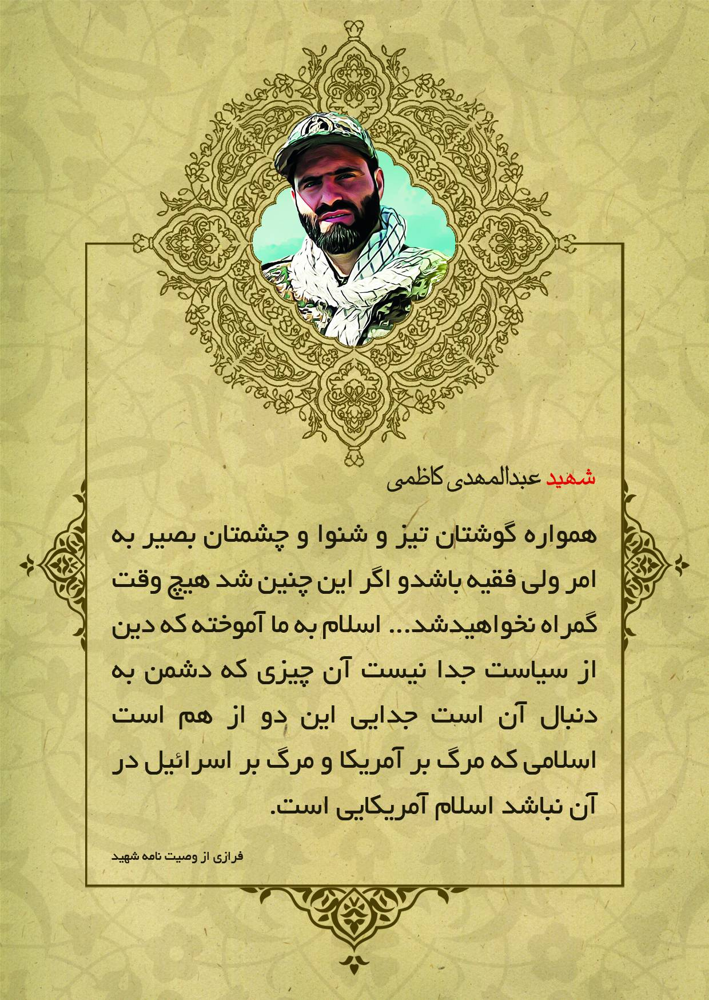 شهید عبدالمهدی کاظمی
همواره گوشتان تیز و شنوا و چشمتان بصیر به
امر ولی فقیه باشدو اگر این چنین شد هیچ وقت
گمراه نخواهیدشد... اسلام به ما آموخته که دین
از سیاست جدا نیست آن چیزی که دشمن به
دنبال آن است جدایی این دو از هم است
اسلامی که مرگ بر آمریکا و مرگ بر اسرائیل در
آن نباشد اسلام آمریکایی است.
فرازی از وصیت نامه شهید